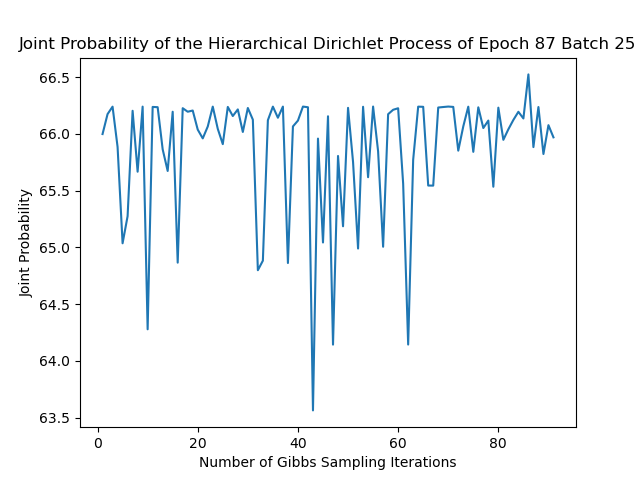 Joint Probability of the Hierarchical Dirichlet Process of Epoch 87 Batch 25
66.5
66.0
65.5
65.0
64.5
64.0
63.5
Joint Probability
0 20 40 60 80
Number of Gibbs Sampling Iterations